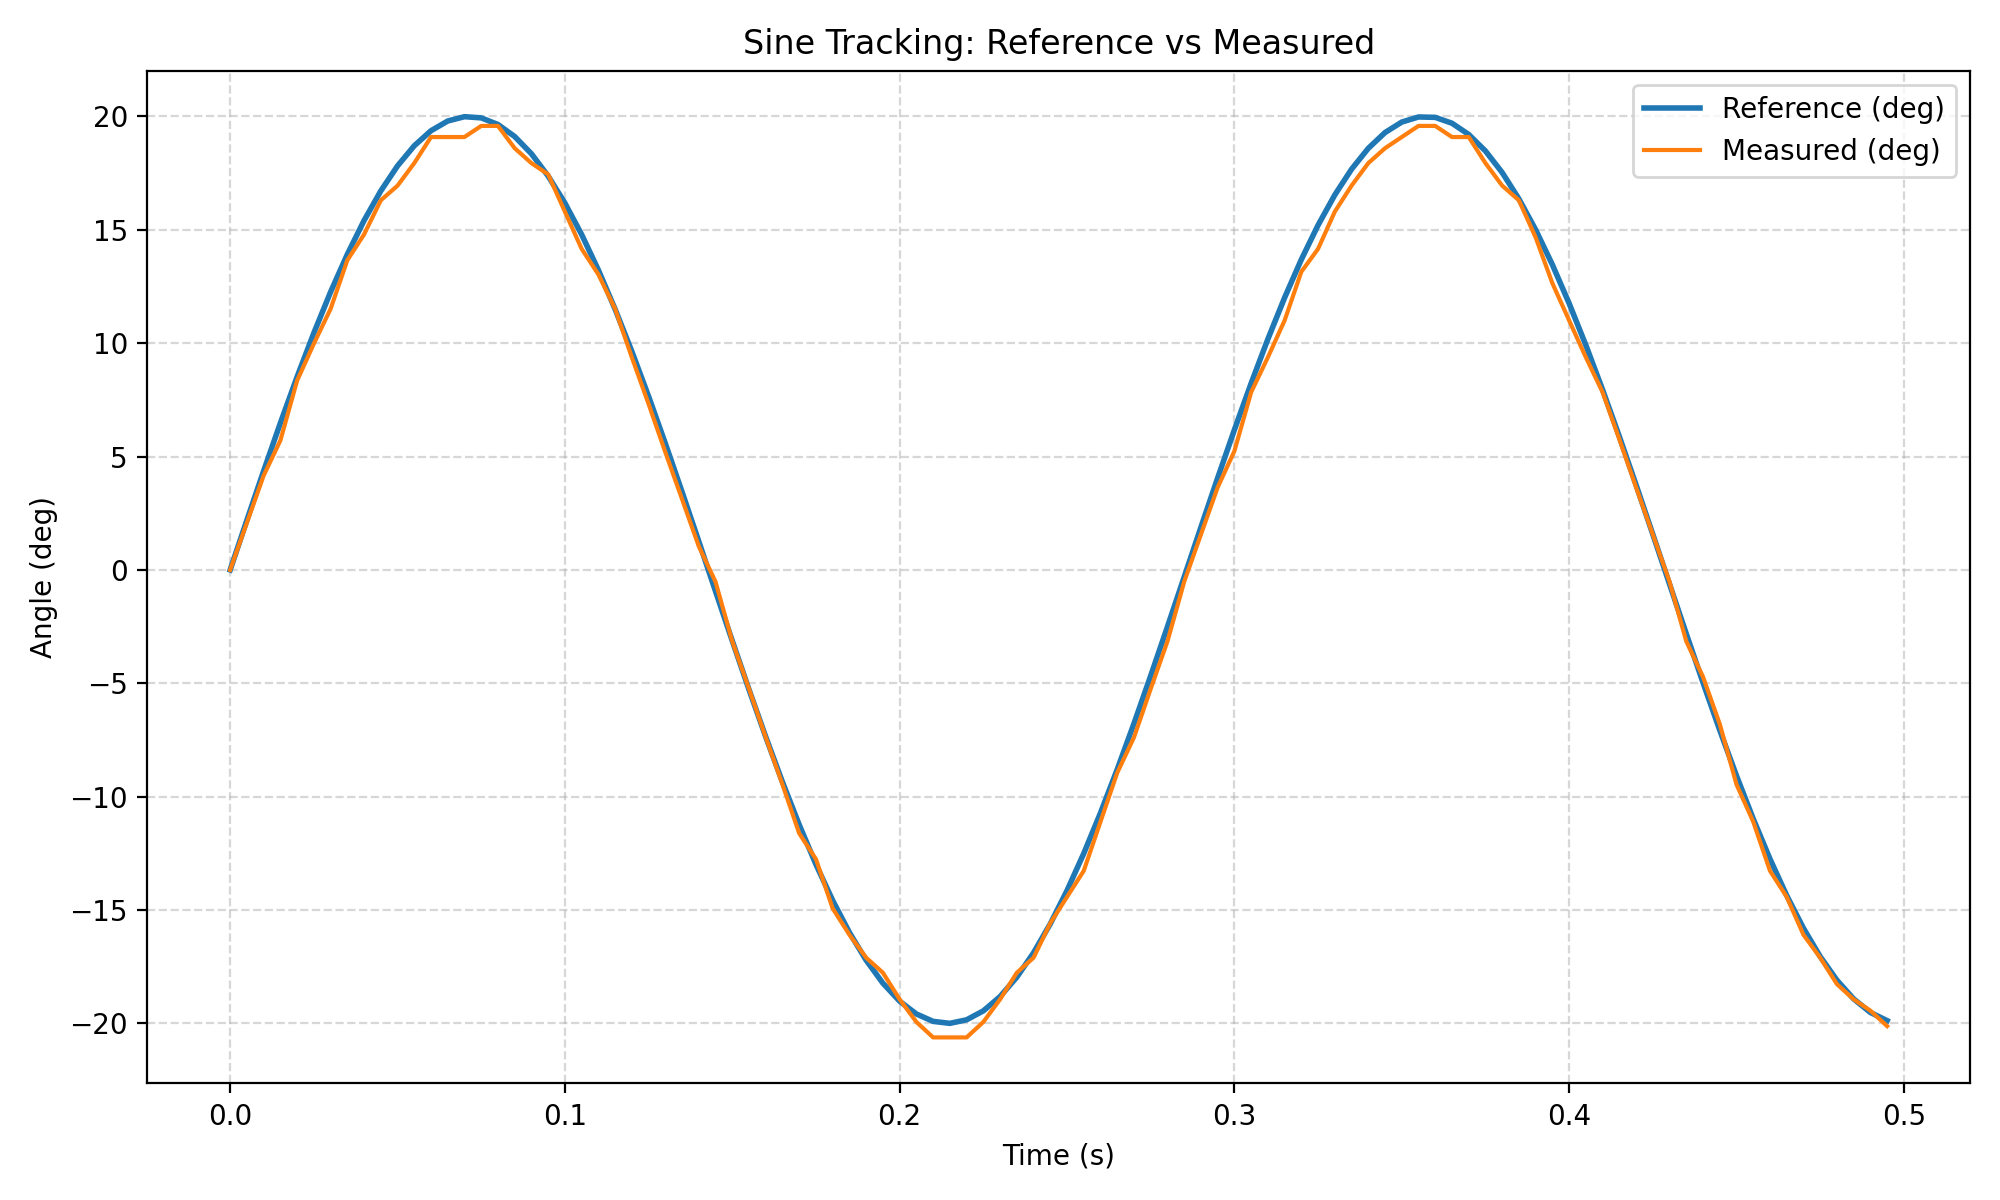 Sine Tracking: Reference vs Measured
Reference (deg)
Measured (deg)
20
15
10
5
0
−5
−10
−15
−20
Angle (deg)
0.0 0.1 0.2 0.3 0.4 0.5
Time (s)